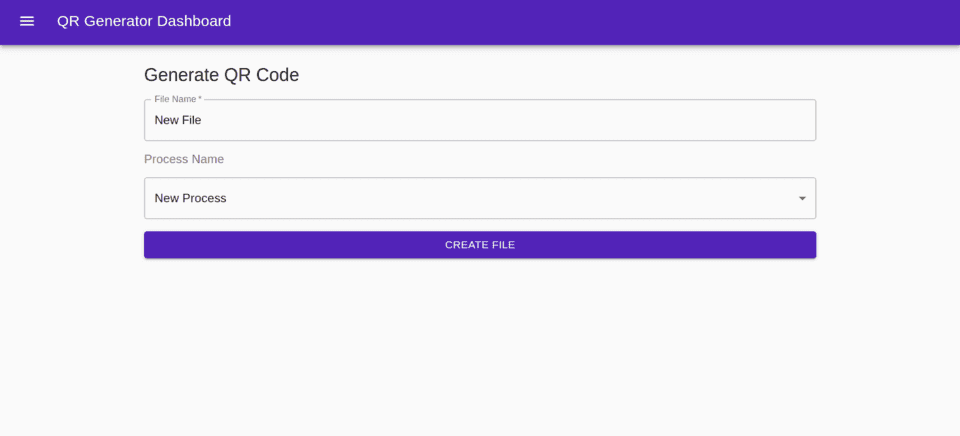 QR Generator Dashboard
Generate QR Code
File Name *
New File
Process Name
New Process
CREATE FILE